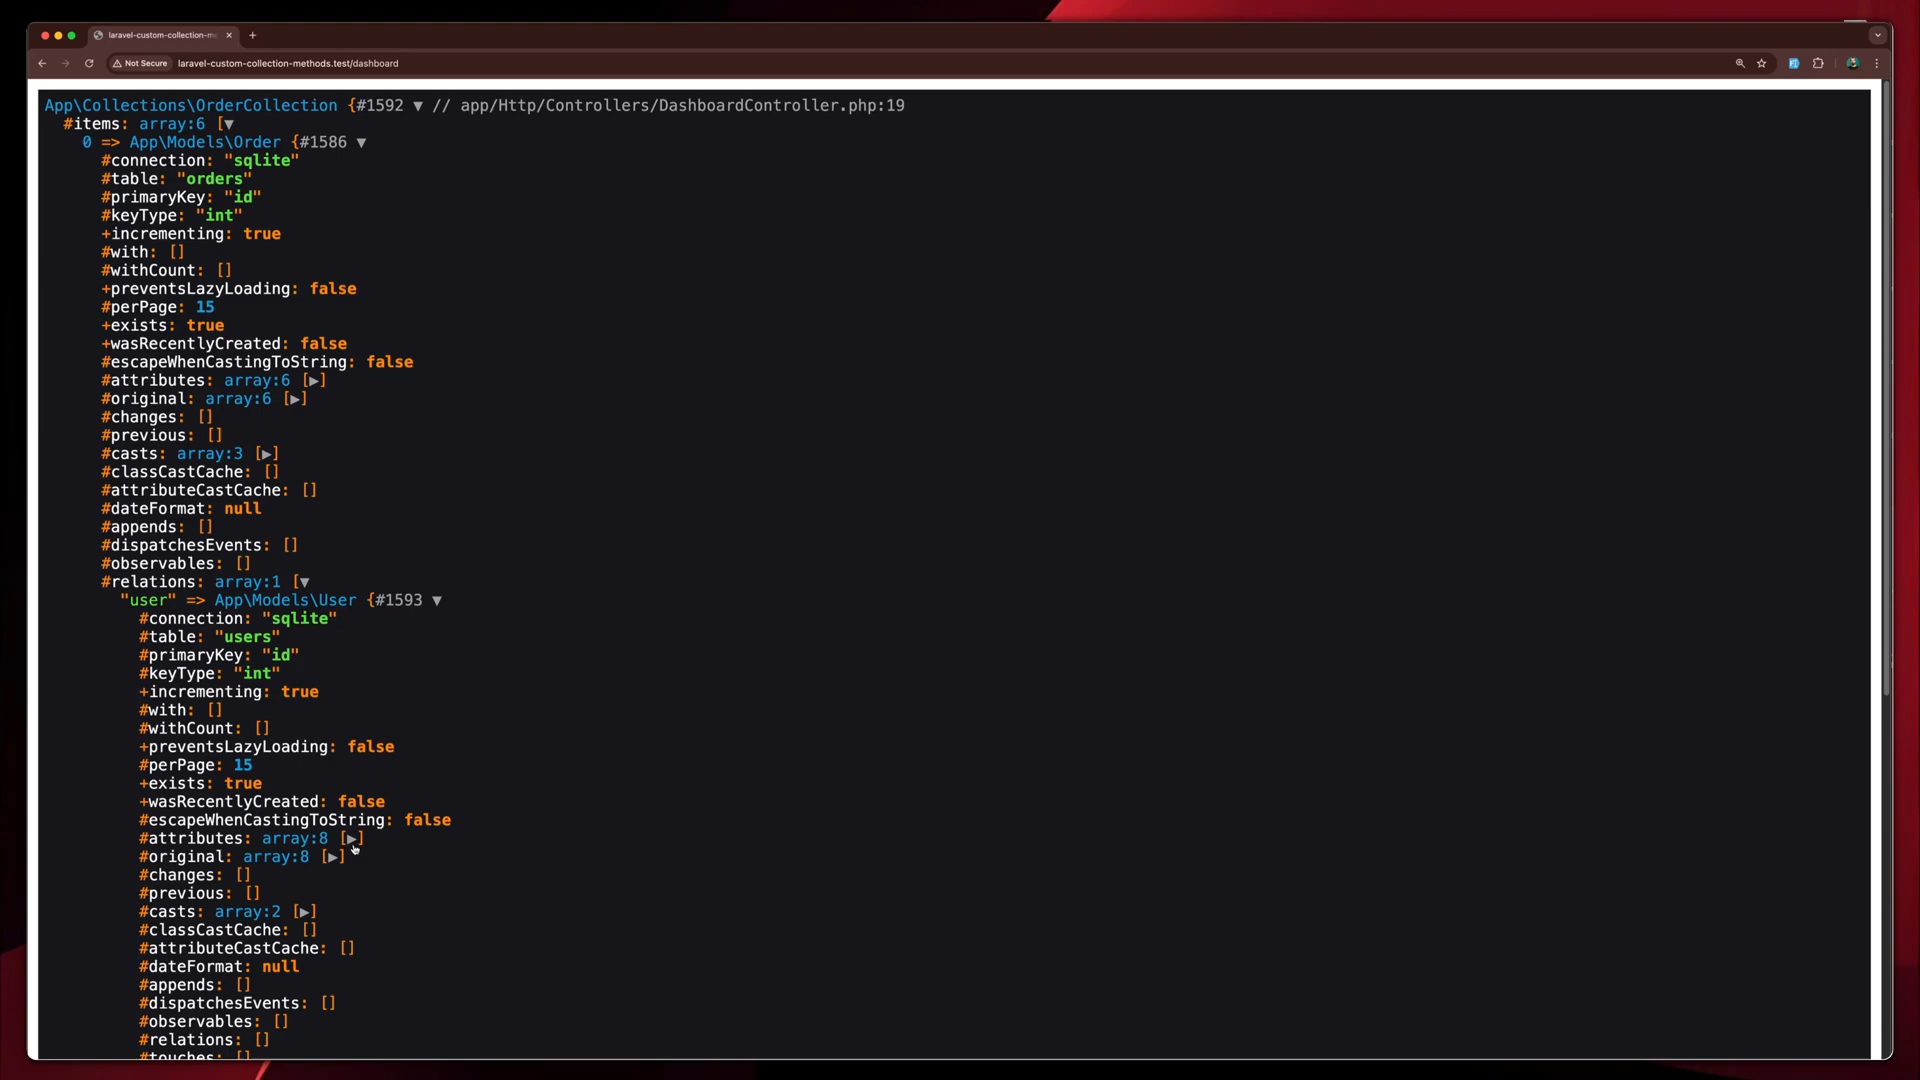 laravel-custom-collection-m
Not Secure
laravel-custom-collection-methods.test/dashboard
App\Collections\OrderCollection {#1592 ▼ // app/Http/Controllers/DashboardController.php:19
#items: array:6 [▼
0 => App\Models\Order {#1586 ▼
#connection: "sqlite"
#table: "orders"
#primaryKey: "id"
#keyType: "int"
+incrementing: true
#with: []
#withCount: []
+preventsLazyLoading: false
#perPage: 15
+exists: true
+wasRecentlyCreated: false
#escapeWhenCastingToString: false
#attributes: array:6 [▶]
#original: array:6 [▶]
#changes: []
#previous: []
#casts: array:3 [▶]
#classCastCache: []
#attributeCastCache: []
#dateFormat: null
#appends: []
#dispatchesEvents: []
#observables: []
#relations: array:1 [▼
"user" => App\Models\User {#1593 ▼
#connection: "sqlite"
#table: "users"
#primaryKey: "id"
#keyType: "int"
+incrementing: true
#with: []
#withCount: []
+preventsLazyLoading: false
#perPage: 15
+exists: true
+wasRecentlyCreated: false
#escapeWhenCastingToString: false
#attributes: array:8 [▶]
#original: array:8 [▶]
#changes: []
#previous: []
#casts: array:2 [▶]
#classCastCache: []
#attributeCastCache: []
#dateFormat: null
#appends: []
#dispatchesEvents: []
#observables: []
#relations: []
#touches: []